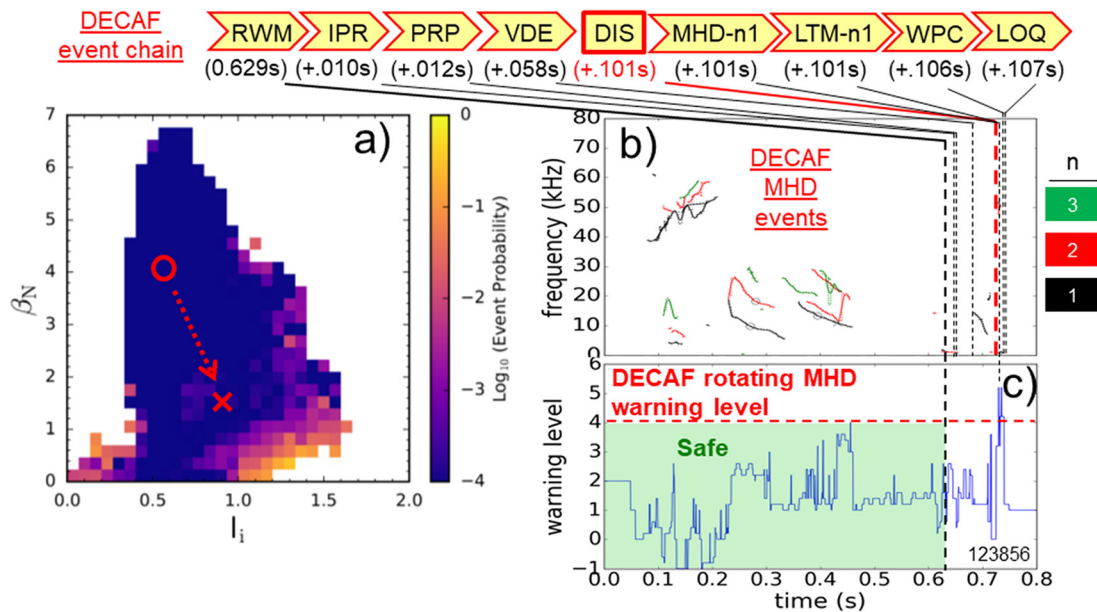 DECAF
event chain
RWM IPR PRP VDE DIS MHD-n1 LTM-n1 WPC LOQ
(0.629s) (+.010s) (+.012s) (+.058s) (+.101s) (+.101s) (+.101s) (+.106s) (+.107s)
a)
7
6
5
4
3
2
1
0
β_N
0.0 0.5 1.0 1.5 2.0
l_i
0
−1
−2
−3
−4
Log₁₀ (Event Probability)
b)
DECAF
MHD
events
80
70
60
50
40
30
20
10
0
frequency (kHz)
n
3
2
1
c)
DECAF rotating MHD
warning level
Safe
6
5
4
3
2
1
0
−1
warning level
123856
0.0 0.1 0.2 0.3 0.4 0.5 0.6 0.7 0.8
time (s)